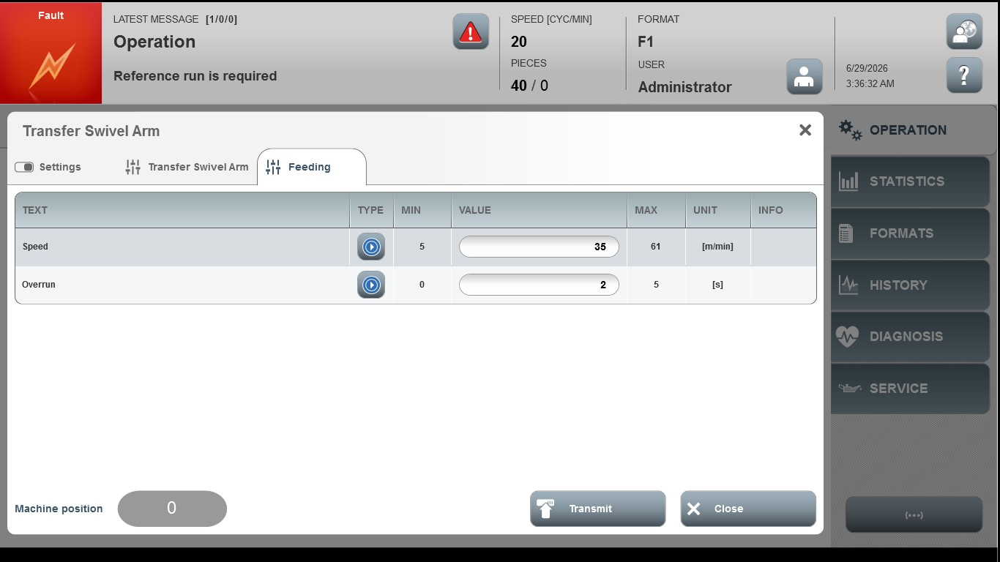 Fault
LATEST MESSAGE [1/0/0]
Operation
Reference run is required
SPEED [CYC/MIN]
20
PIECES
40 / 0
FORMAT
F1
USER
Administrator
6/29/2026
3:36:32 AM
?
Transfer Swivel Arm
Settings
Transfer Swivel Arm
Feeding
TEXT TYPE MIN VALUE MAX UNIT INFO
Speed 5 35 61 [m/min]
Overrun 0 2 5 [s]
Machine position 0
Transmit
Close
OPERATION
STATISTICS
FORMATS
HISTORY
DIAGNOSIS
SERVICE
(•••)